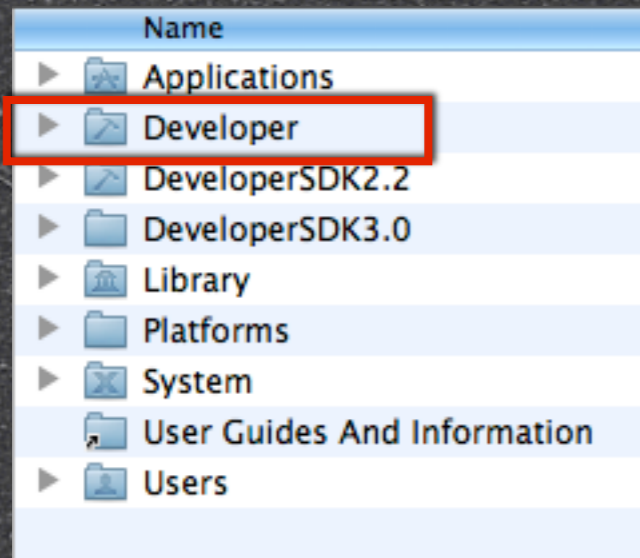 Name
Applications
Developer
DeveloperSDK2.2
DeveloperSDK3.0
Library
Platforms
System
User Guides And Information
Users